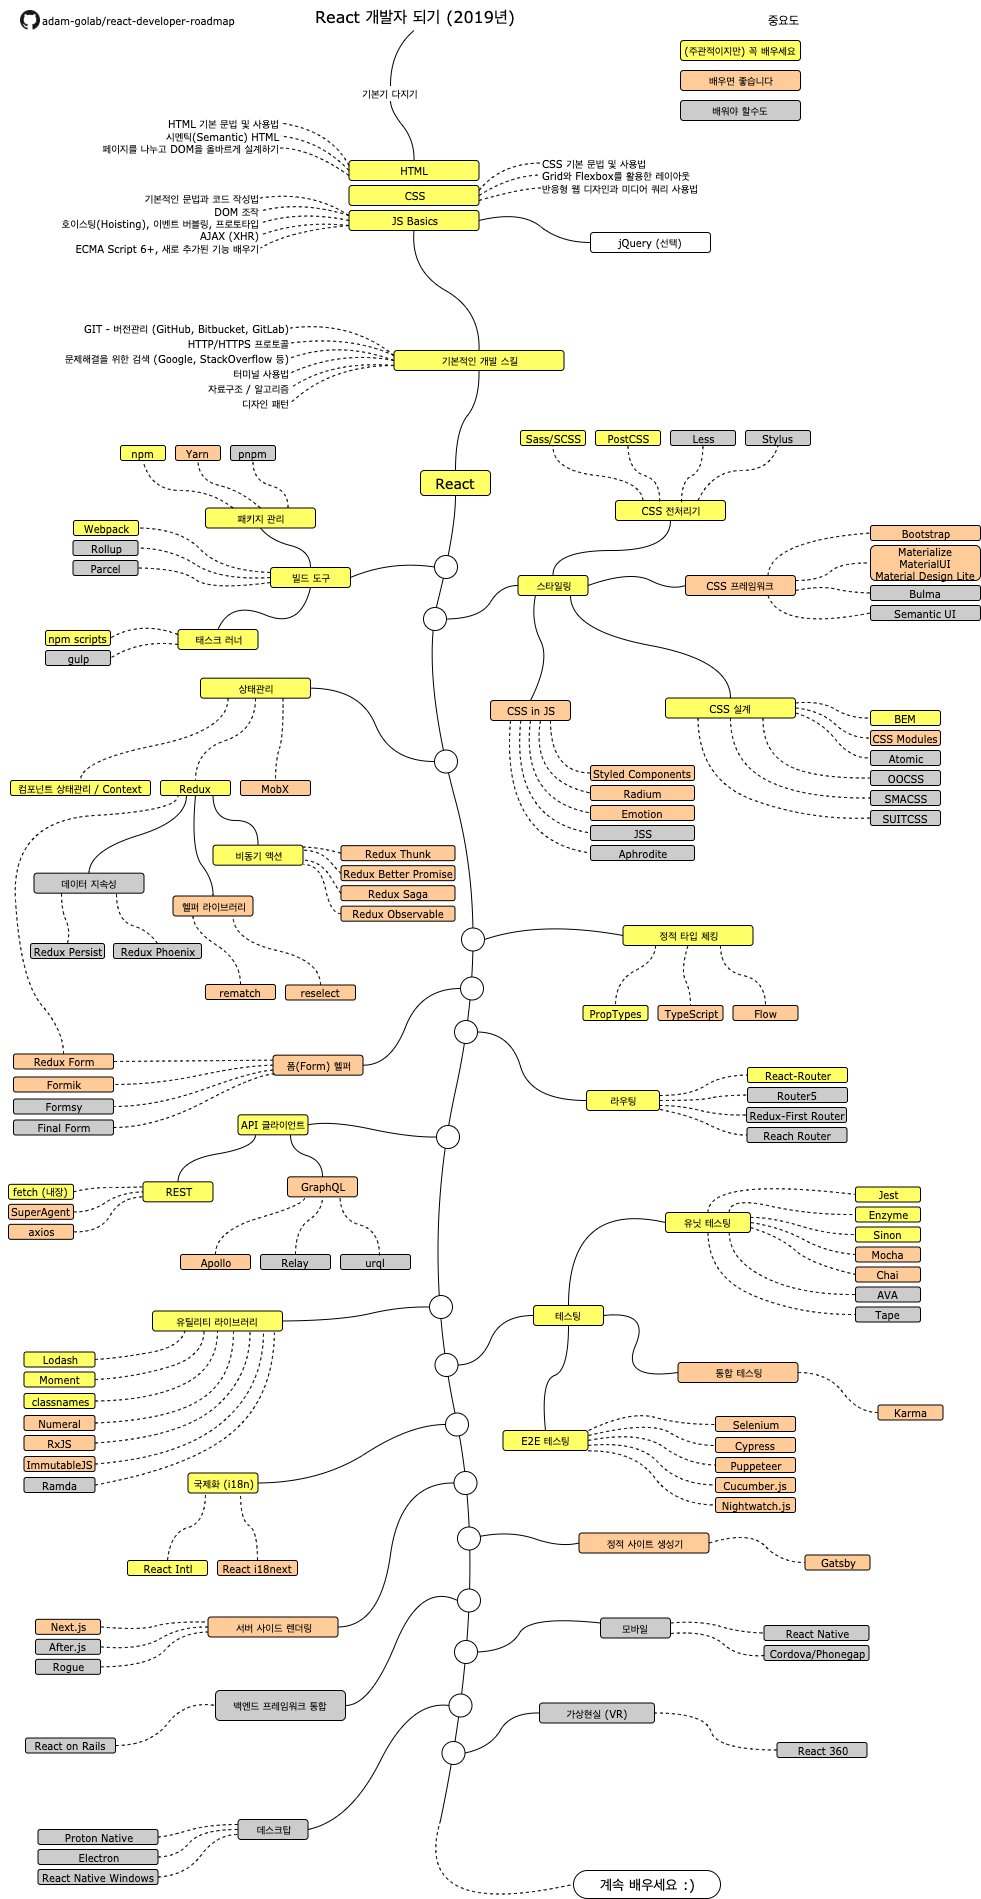 adam-golab/react-developer-roadmap
React 개발자 되기 (2019년)
중요도
(주관적이지만) 꼭 배우세요
배우면 좋습니다
배워야 할수도
기본기 다지기
HTML 기본 문법 및 사용법
시멘틱(Semantic) HTML
페이지를 나누고 DOM을 올바르게 설계하기
HTML
CSS 기본 문법 및 사용법
Grid와 Flexbox를 활용한 레이아웃
반응형 웹 디자인과 미디어 쿼리 사용법
CSS
기본적인 문법과 코드 작성법
DOM 조작
호이스팅(Hoisting), 이벤트 버블링, 프로토타입
AJAX (XHR)
ECMA Script 6+, 새로 추가된 기능 배우기
JS Basics
jQuery (선택)
GIT - 버전관리 (GitHub, Bitbucket, GitLab)
HTTP/HTTPS 프로토콜
문제해결을 위한 검색 (Google, StackOverflow 등)
터미널 사용법
자료구조 / 알고리즘
디자인 패턴
기본적인 개발 스킬
React
npm
Yarn
pnpm
패키지 관리
Webpack
Rollup
Parcel
빌드 도구
npm scripts
gulp
태스크 러너
Sass/SCSS
PostCSS
Less
Stylus
CSS 전처리기
스타일링
CSS 프레임워크
Bootstrap
Materialize
MaterialUI
Material Design Lite
Bulma
Semantic UI
CSS in JS
Styled Components
Radium
Emotion
JSS
Aphrodite
CSS 설계
BEM
CSS Modules
Atomic
OOCSS
SMACSS
SUITCSS
상태관리
컴포넌트 상태관리 / Context
Redux
MobX
비동기 액션
Redux Thunk
Redux Better Promise
Redux Saga
Redux Observable
데이터 지속성
Redux Persist
Redux Phoenix
헬퍼 라이브러리
rematch
reselect
정적 타입 체킹
PropTypes
TypeScript
Flow
폼(Form) 헬퍼
Redux Form
Formik
Formsy
Final Form
라우팅
React-Router
Router5
Redux-First Router
Reach Router
API 클라이언트
REST
fetch (내장)
SuperAgent
axios
GraphQL
Apollo
Relay
urql
유틸리티 라이브러리
Lodash
Moment
classnames
Numeral
RxJS
ImmutableJS
Ramda
테스팅
유닛 테스팅
Jest
Enzyme
Sinon
Mocha
Chai
AVA
Tape
통합 테스팅
Karma
E2E 테스팅
Selenium
Cypress
Puppeteer
Cucumber.js
Nightwatch.js
국제화 (i18n)
React Intl
React i18next
서버 사이드 렌더링
Next.js
After.js
Rogue
정적 사이트 생성기
Gatsby
백엔드 프레임워크 통합
React on Rails
모바일
React Native
Cordova/Phonegap
데스크탑
Proton Native
Electron
React Native Windows
가상현실 (VR)
React 360
계속 배우세요 :)